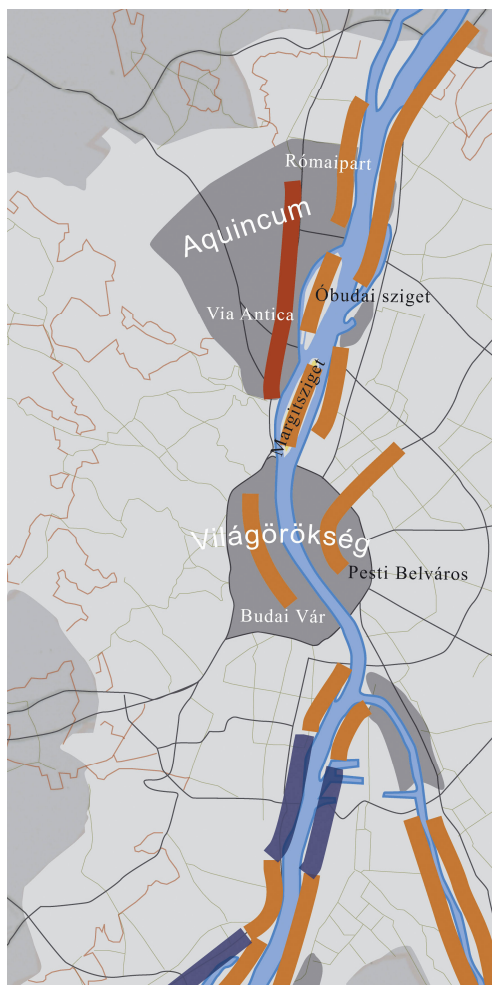 Rómaipart
Aquincum
Óbudai sziget
Via Antica
Margitsziget
Világörökség
Pesti Belváros
Budai Vár